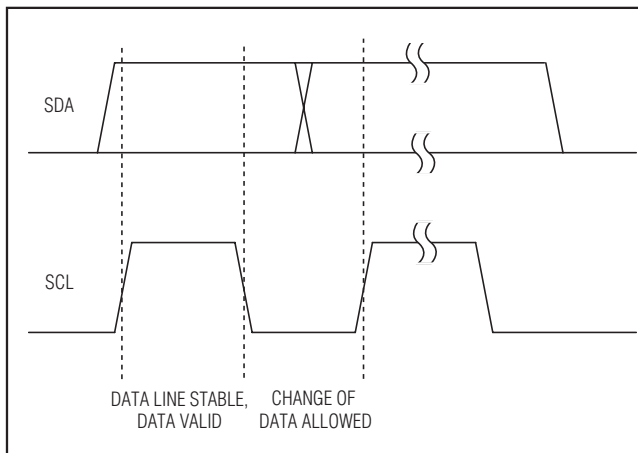 SDA
SCL
DATA LINE STABLE,
DATA VALID
CHANGE OF
DATA ALLOWED